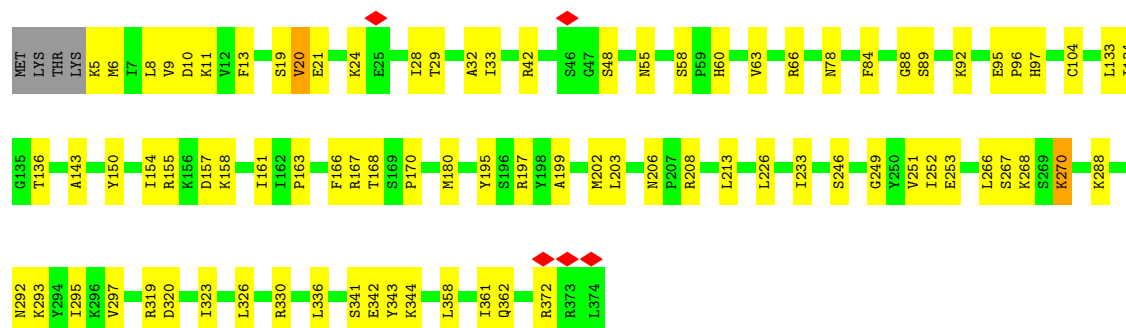 MET LYS THR LYS K5 M6 I7 L8 V9 D10 K11 V12 F13 S19 V20 E21 K24 E25 I28 T29 A32 I33 R42 S46 G47 S48 N55 S58 P59 H60 V63 R66 N78 F84 G88 S89 K92 E95 P96 H97 C104 L133
G135 T136 A143 Y150 I154 R155 K156 D157 K158 I161 I162 P163 F166 R167 T168 S169 P170 M180 Y195 S196 R197 Y198 A199 M202 L203 N206 P207 R208 L213 L226 I233 S246 G249 Y250 V251 I252 E253 L266 S267 K268 S269 K270 K288
N292 K293 Y294 I295 K296 V297 R319 D320 I323 L326 R330 L336 S341 E342 Y343 K344 L358 I361 Q362 R372 R373 L374